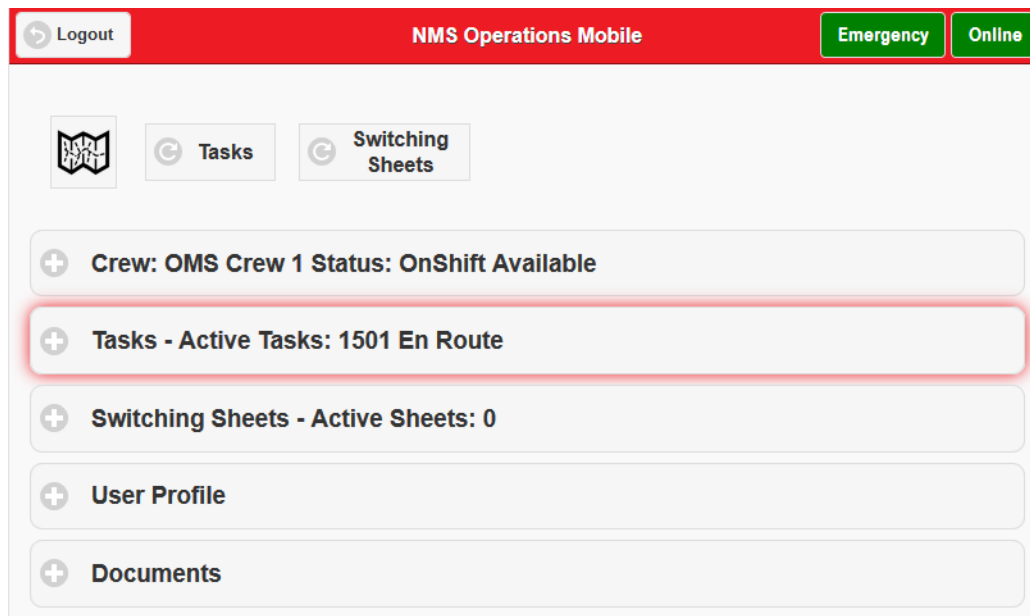 Logout
NMS Operations Mobile
Emergency
Online
Tasks
Switching
Sheets
Crew: OMS Crew 1 Status: OnShift Available
Tasks - Active Tasks: 1501 En Route
Switching Sheets - Active Sheets: 0
User Profile
Documents